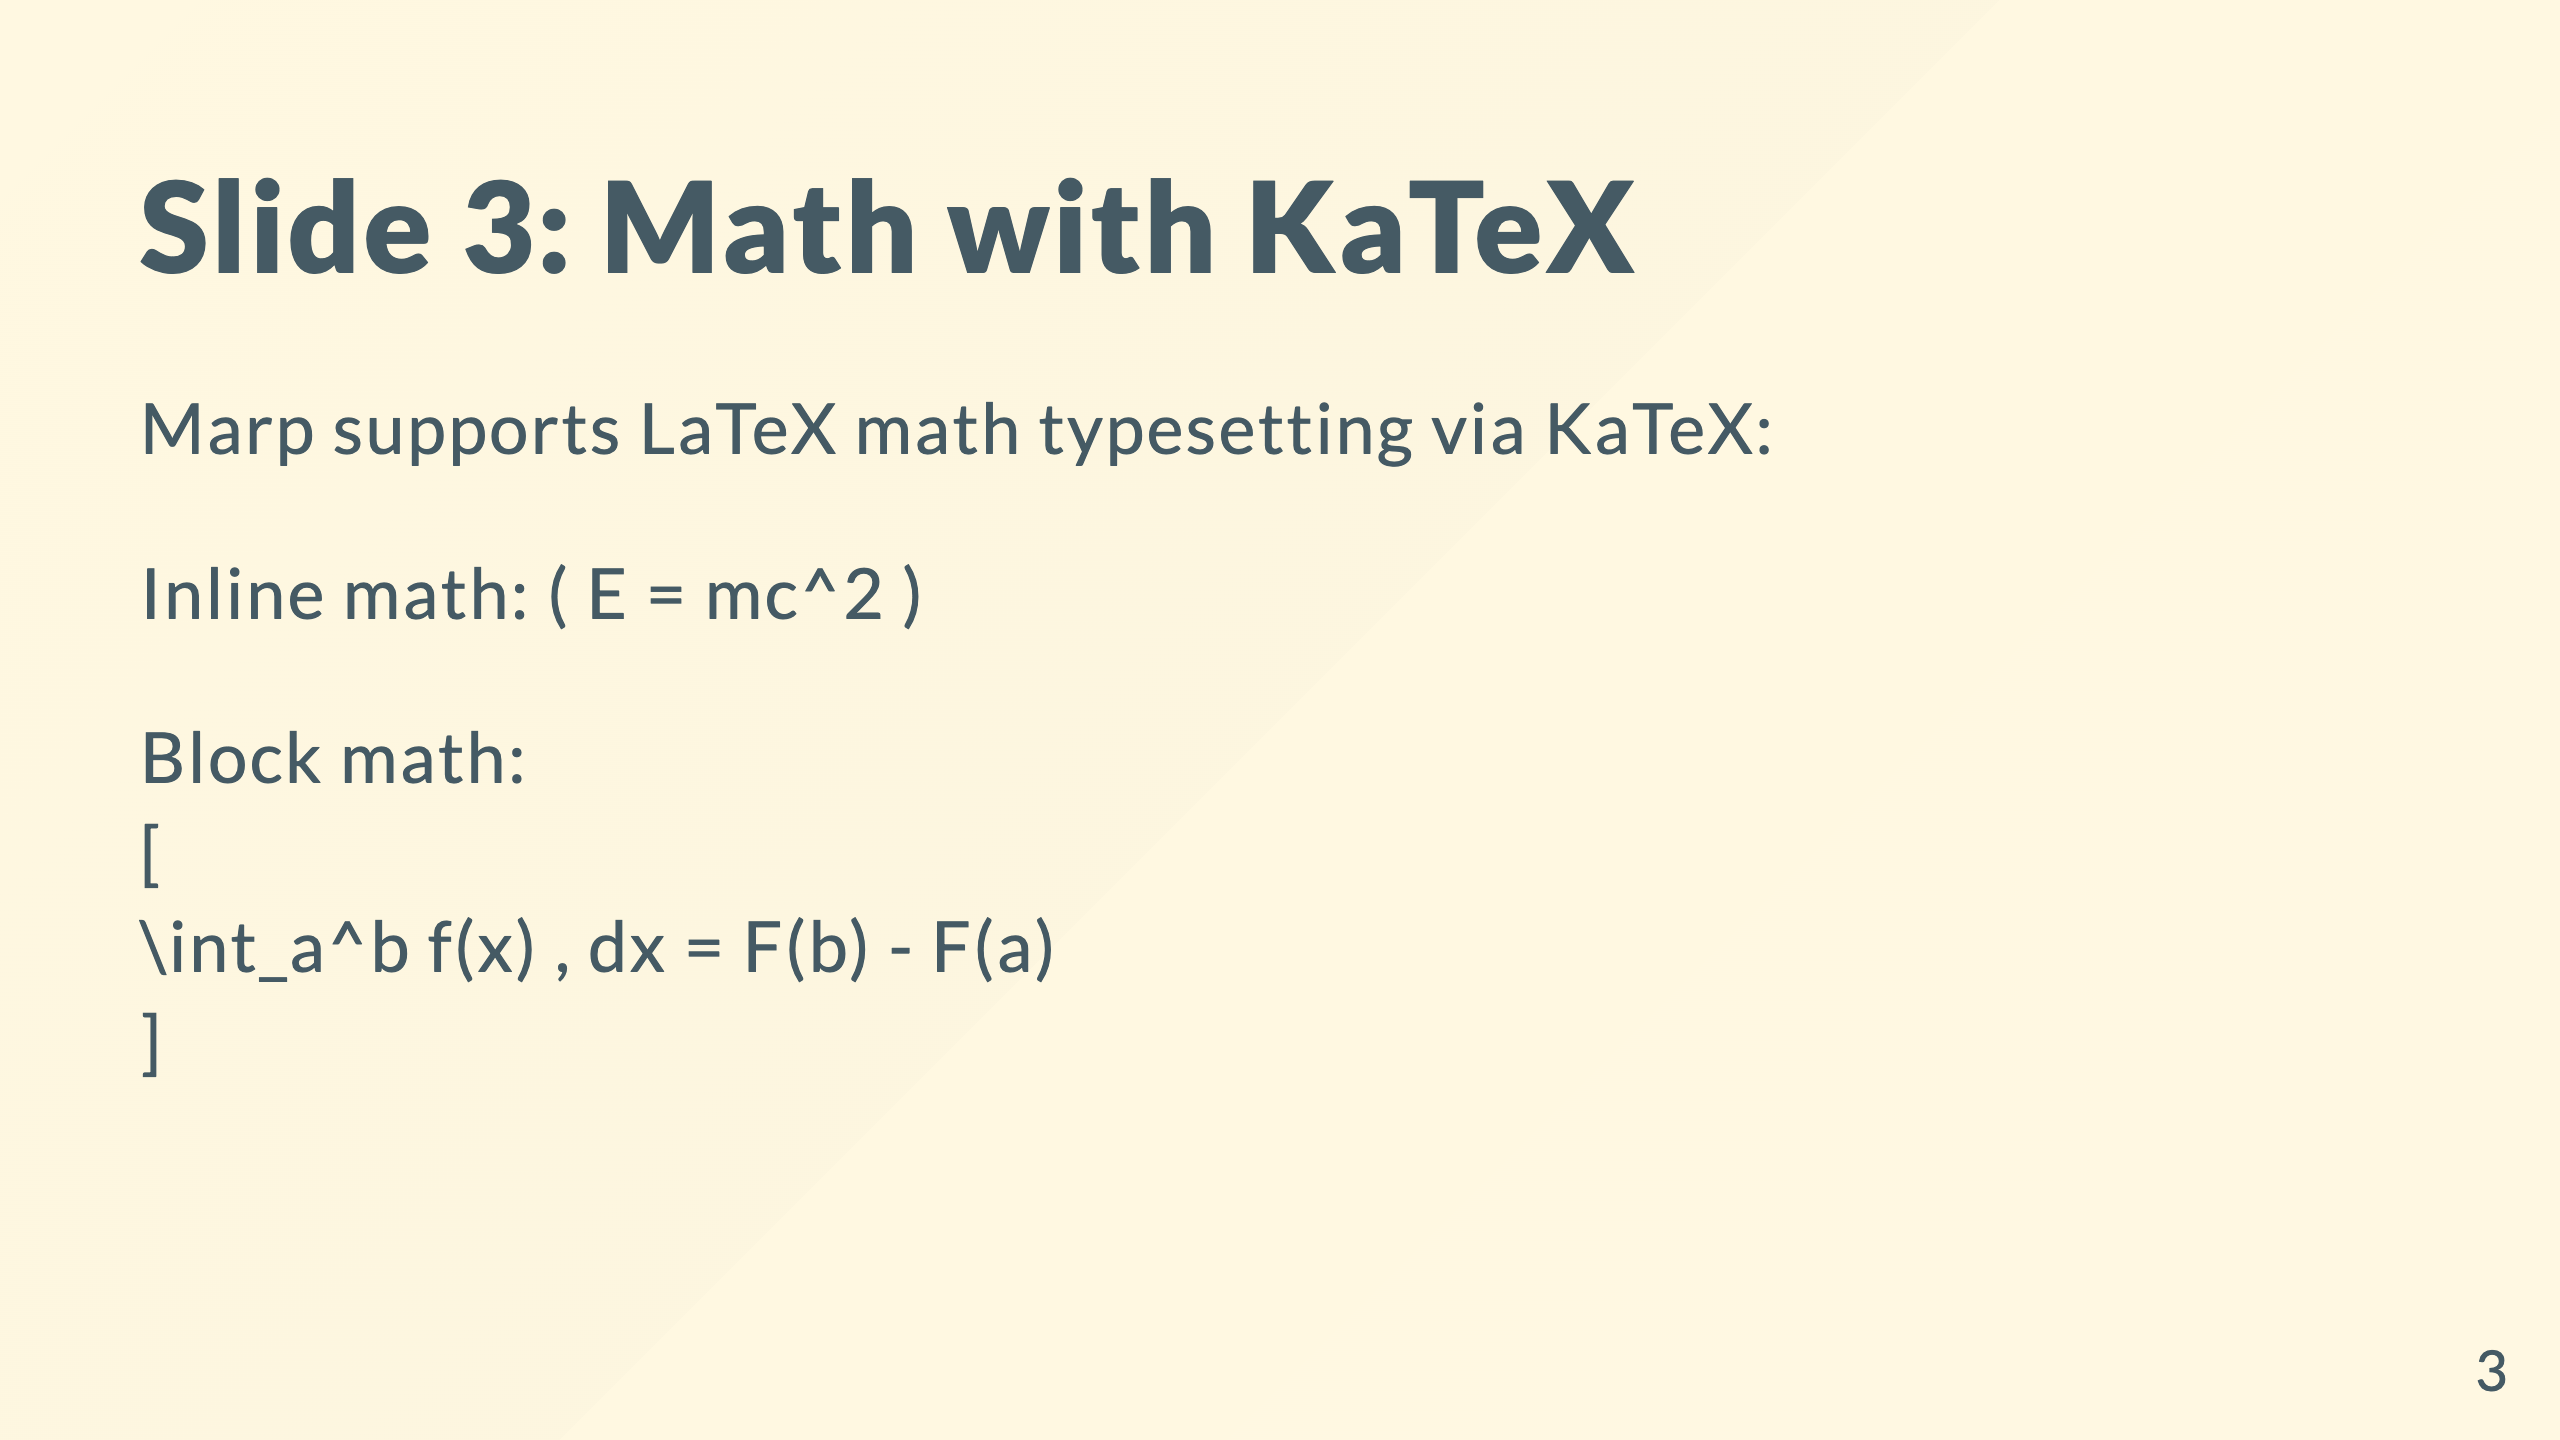 Slide 3: Math with KaTeX
Marp supports LaTeX math typesetting via KaTeX:
Inline math: ( E = mc^2 )
Block math:
[
\int_a^b f(x) , dx = F(b) - F(a)
]
3